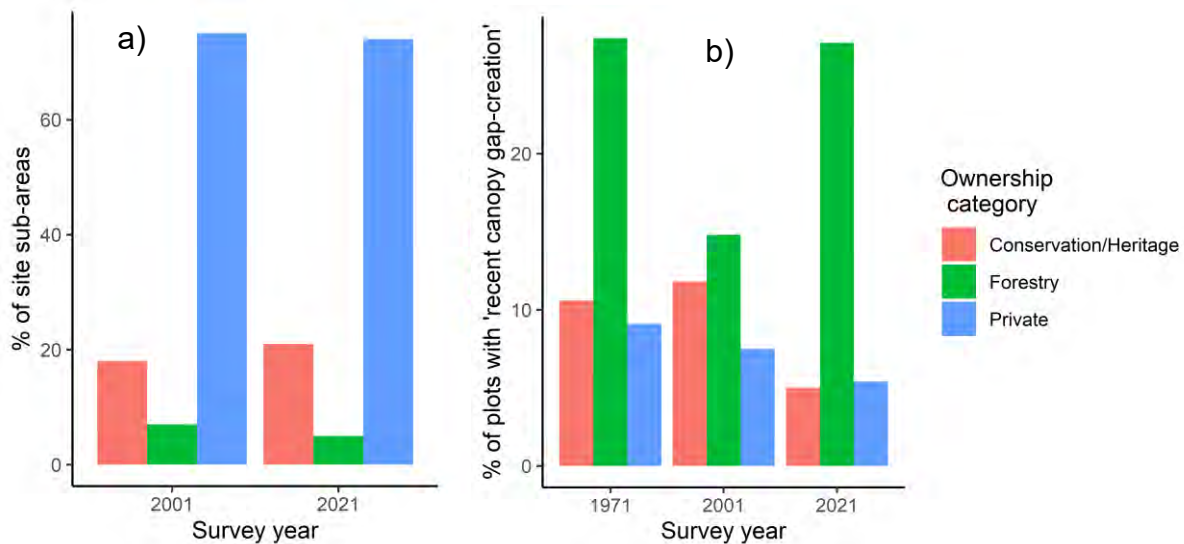 a)
% of site sub-areas
60
40
20
0
2001
2021
Survey year
b)
% of plots with 'recent canopy gap-creation'
20
10
0
1971
2001
2021
Survey year
Ownership
category
Conservation/Heritage
Forestry
Private